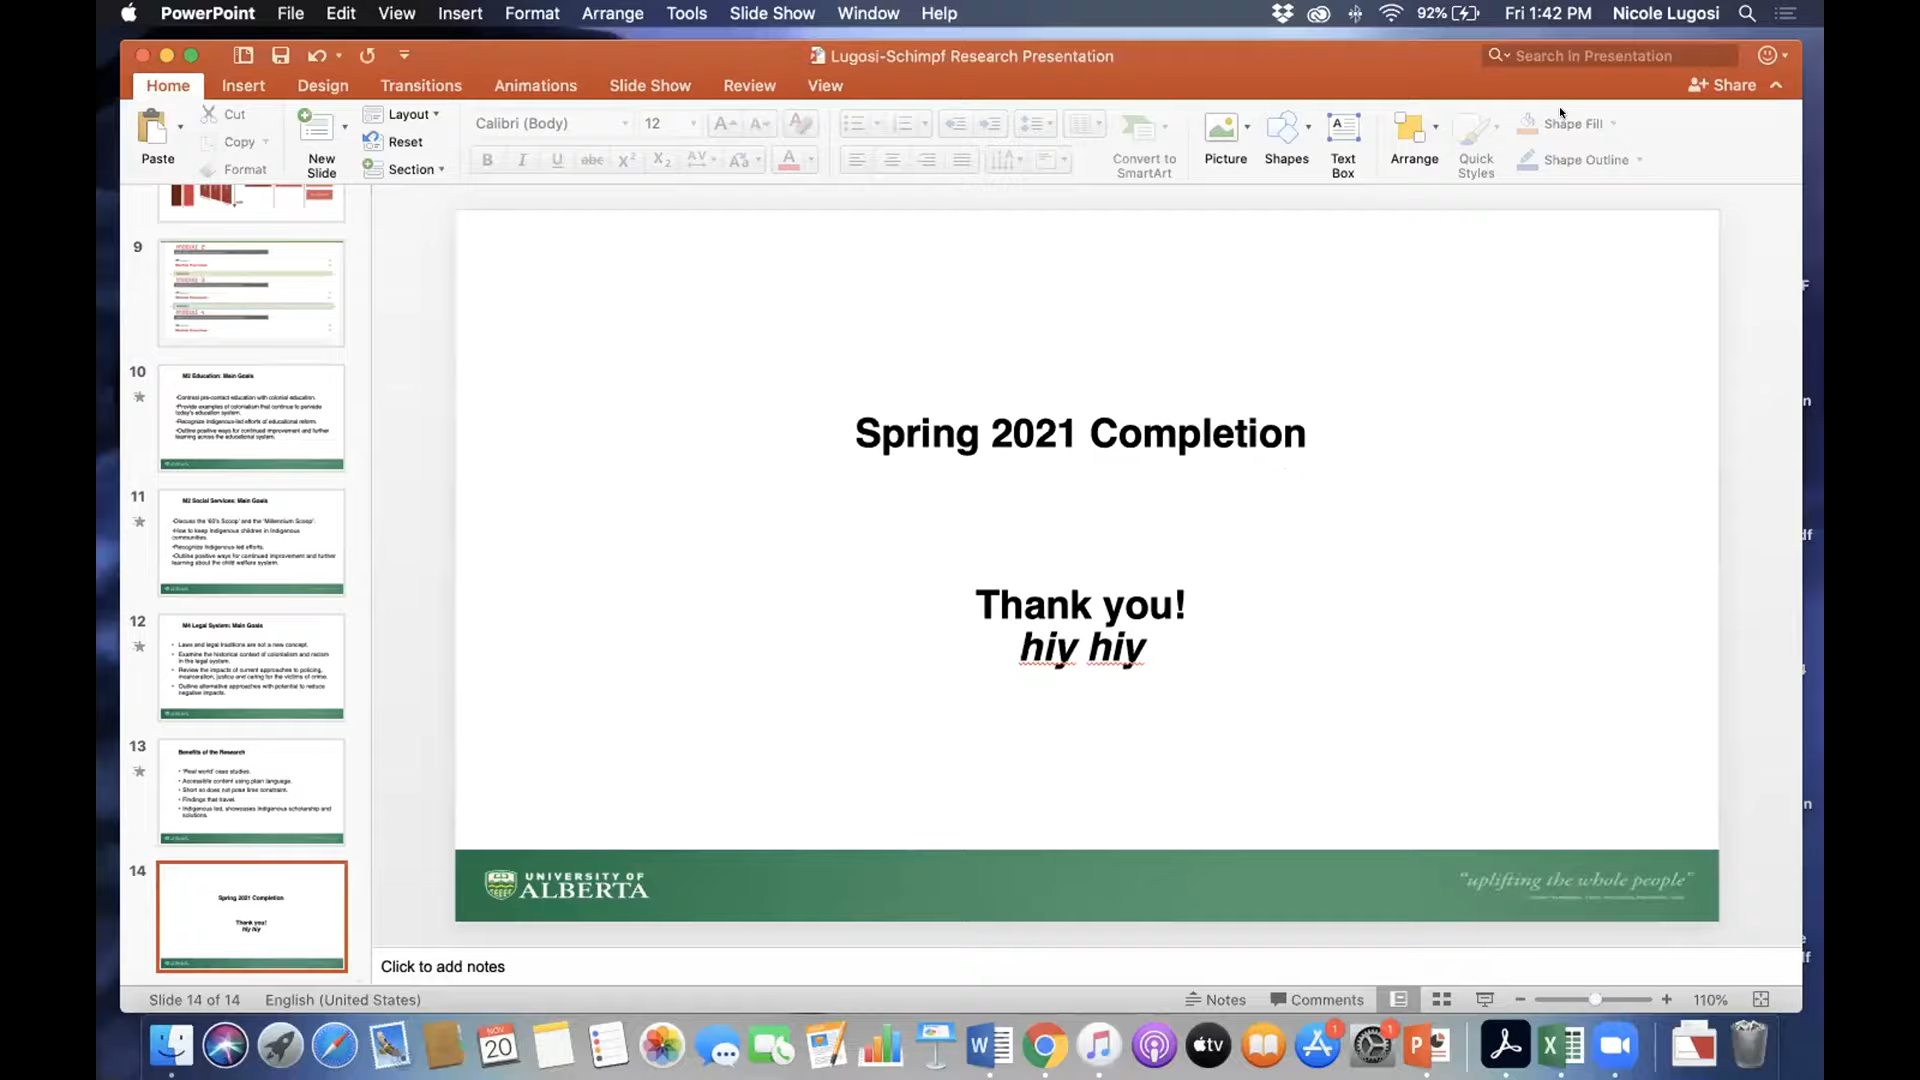 PowerPoint File Edit View Insert Format Arrange Tools Slide Show Window Help 92% Fri 1:42 PM Nicole Lugosi
Lugosi-Schimpf Research Presentation
Search in Presentation
Home Insert Design Transitions Animations Slide Show Review View Share
Paste
Cut
Copy
Format
New Slide
Layout
Reset
Section
Calibri (Body) 12
Convert to SmartArt
Picture
Shapes
Text Box
Arrange
Quick Styles
Shape Fill
Shape Outline
9
10
M2 Education: Main Goals
•Contrast pre-contact education with colonial education.
•Provide examples of colonialism that continue to pervade
today's education system.
•Recognize Indigenous-led efforts of educational reform.
•Outline positive ways for continued improvement and further
learning across the educational system.
11
Social Services: Main Goals
•Discuss the '60's Scoop' and the 'Millennium Scoop'.
•How to keep Indigenous children in Indigenous
communities.
•Recognize Indigenous-led efforts.
•Outline positive ways for continued improvement and further
learning about the child welfare system.
12
M4 Legal System: Main Goals
• Laws and legal traditions are not a new concept.
• Examine the historical context of colonialism and racism
in the legal system.
• Review the impacts of current approaches to policing,
incarceration, justice and caring for the victims of crime.
• Outline alternative approaches with potential to reduce
negative impacts.
13
Benefits of the Research
• 'Real world' case studies.
• Accessible content using plain language.
• Short so does not pose time constraint.
• Findings that travel.
• Indigenous led, showcases Indigenous scholarship and
solutions.
14
Spring 2021 Completion
Thank you!
hiy hiy
Spring 2021 Completion
Thank you!
hiy hiy
UNIVERSITY OF
ALBERTA
"uplifting the whole people"
Click to add notes
Slide 14 of 14 English (United States) Notes Comments 110%
NOV
20
tv
1
1